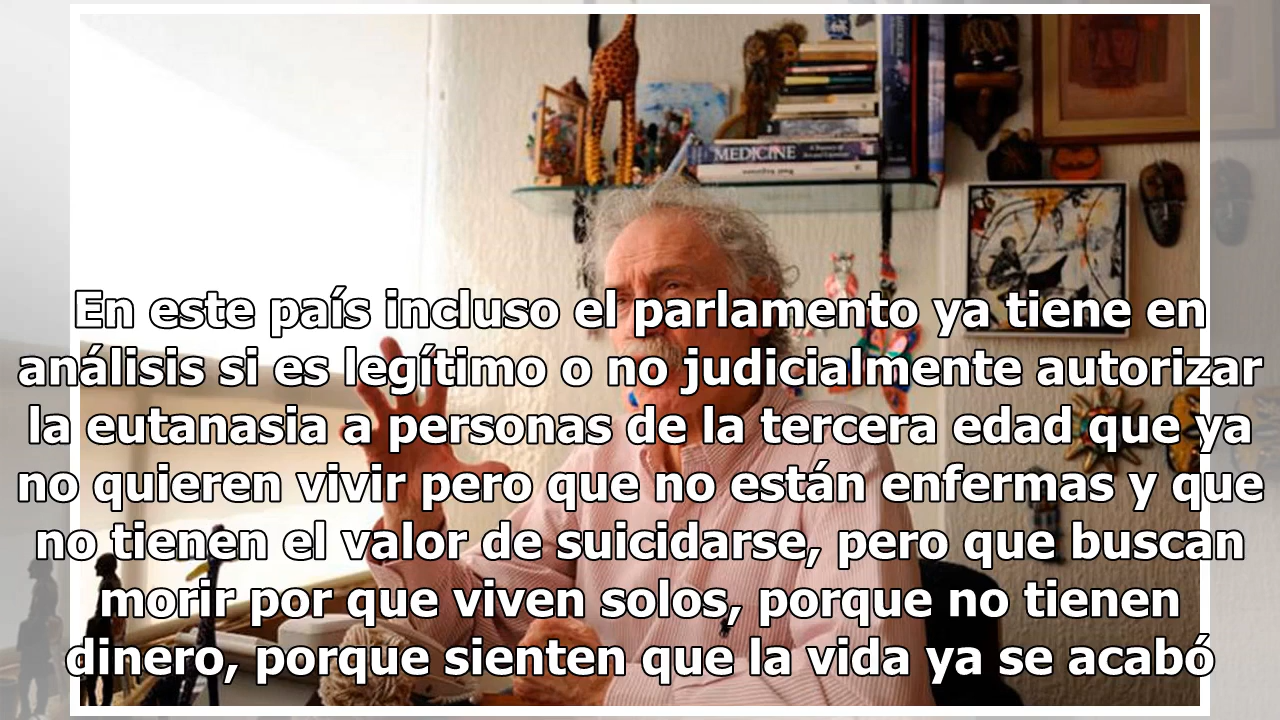 MEDICINE
En este país incluso el parlamento ya tiene en
análisis si es legítimo o no judicialmente autorizar
la eutanasia a personas de la tercera edad que ya
no quieren vivir pero que no están enfermas y que
no tienen el valor de suicidarse, pero que buscan
morir por que viven solos, porque no tienen
dinero, porque sienten que la vida ya se acabó